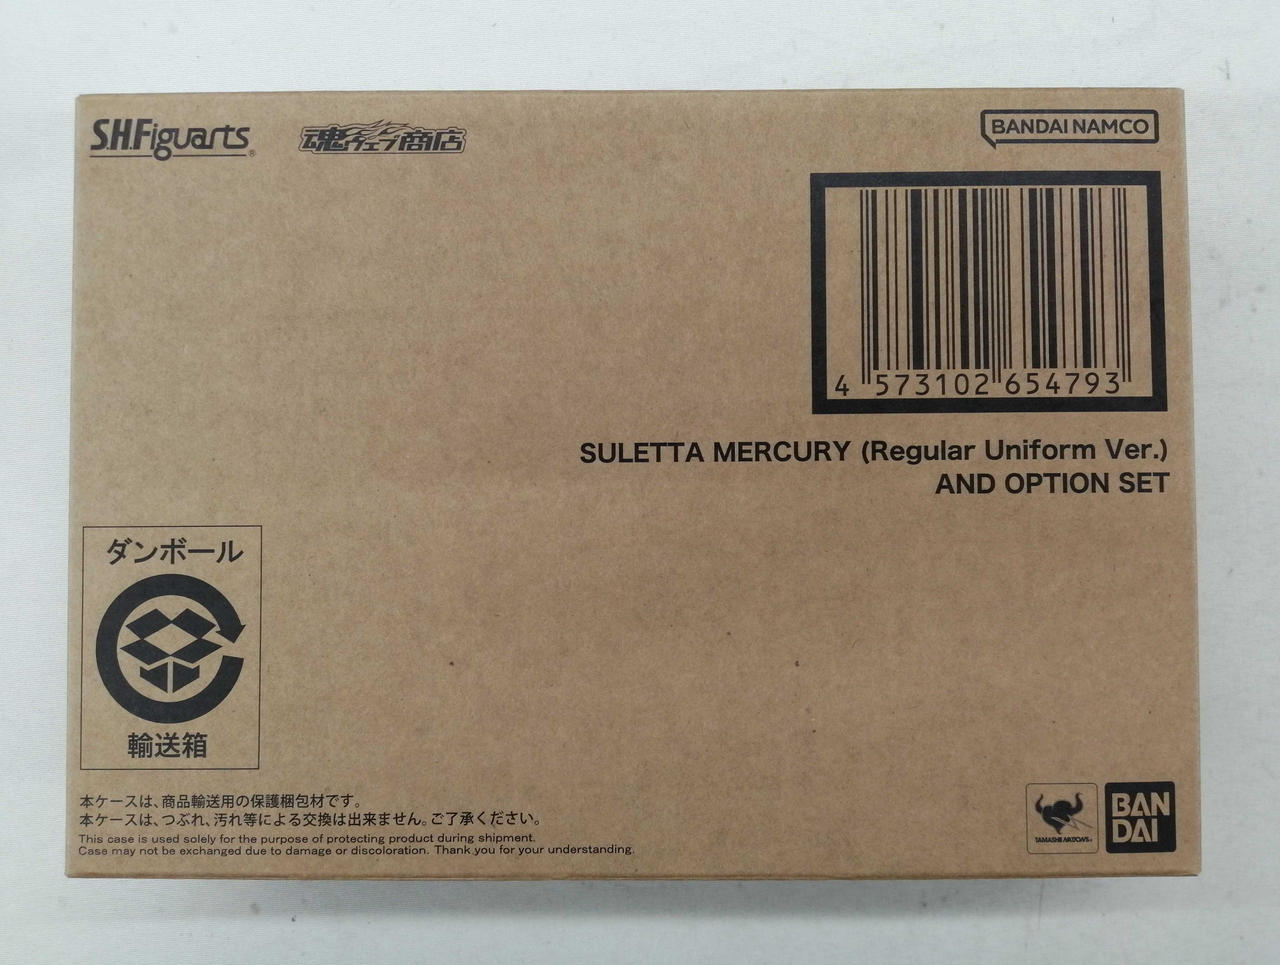 S.H.Figuarts®
魂ウェブ商店
BANDAI NAMCO
4 573102 654793
SULETTA MERCURY (Regular Uniform Ver.)
AND OPTION SET
ダンボール
輸送箱
本ケースは、商品輸送用の保護梱包材です。
本ケースは、つぶれ、汚れ等による交換は出来ません。ご了承ください。
This case is used solely for the purpose of protecting product during shipment.
Case may not be exchanged due to damage or discoloration. Thank you for your understanding.
TAMASHII NATIONS
BAN
DAI